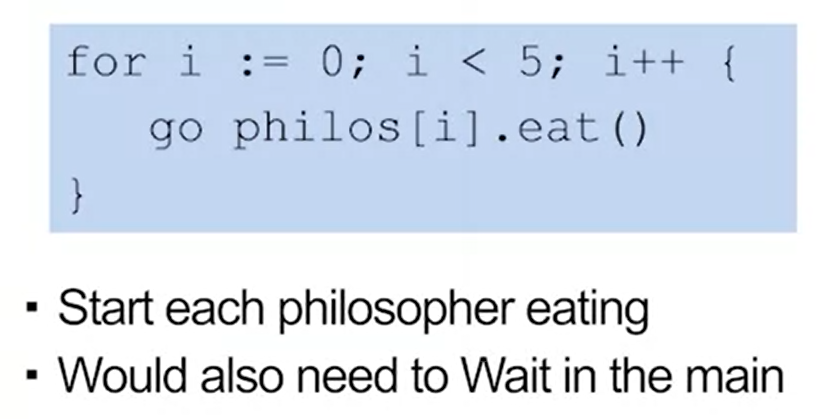 for i := 0; i < 5; i++ {
go philos[i].eat()
}
▪ Start each philosopher eating
▪ Would also need to Wait in the main